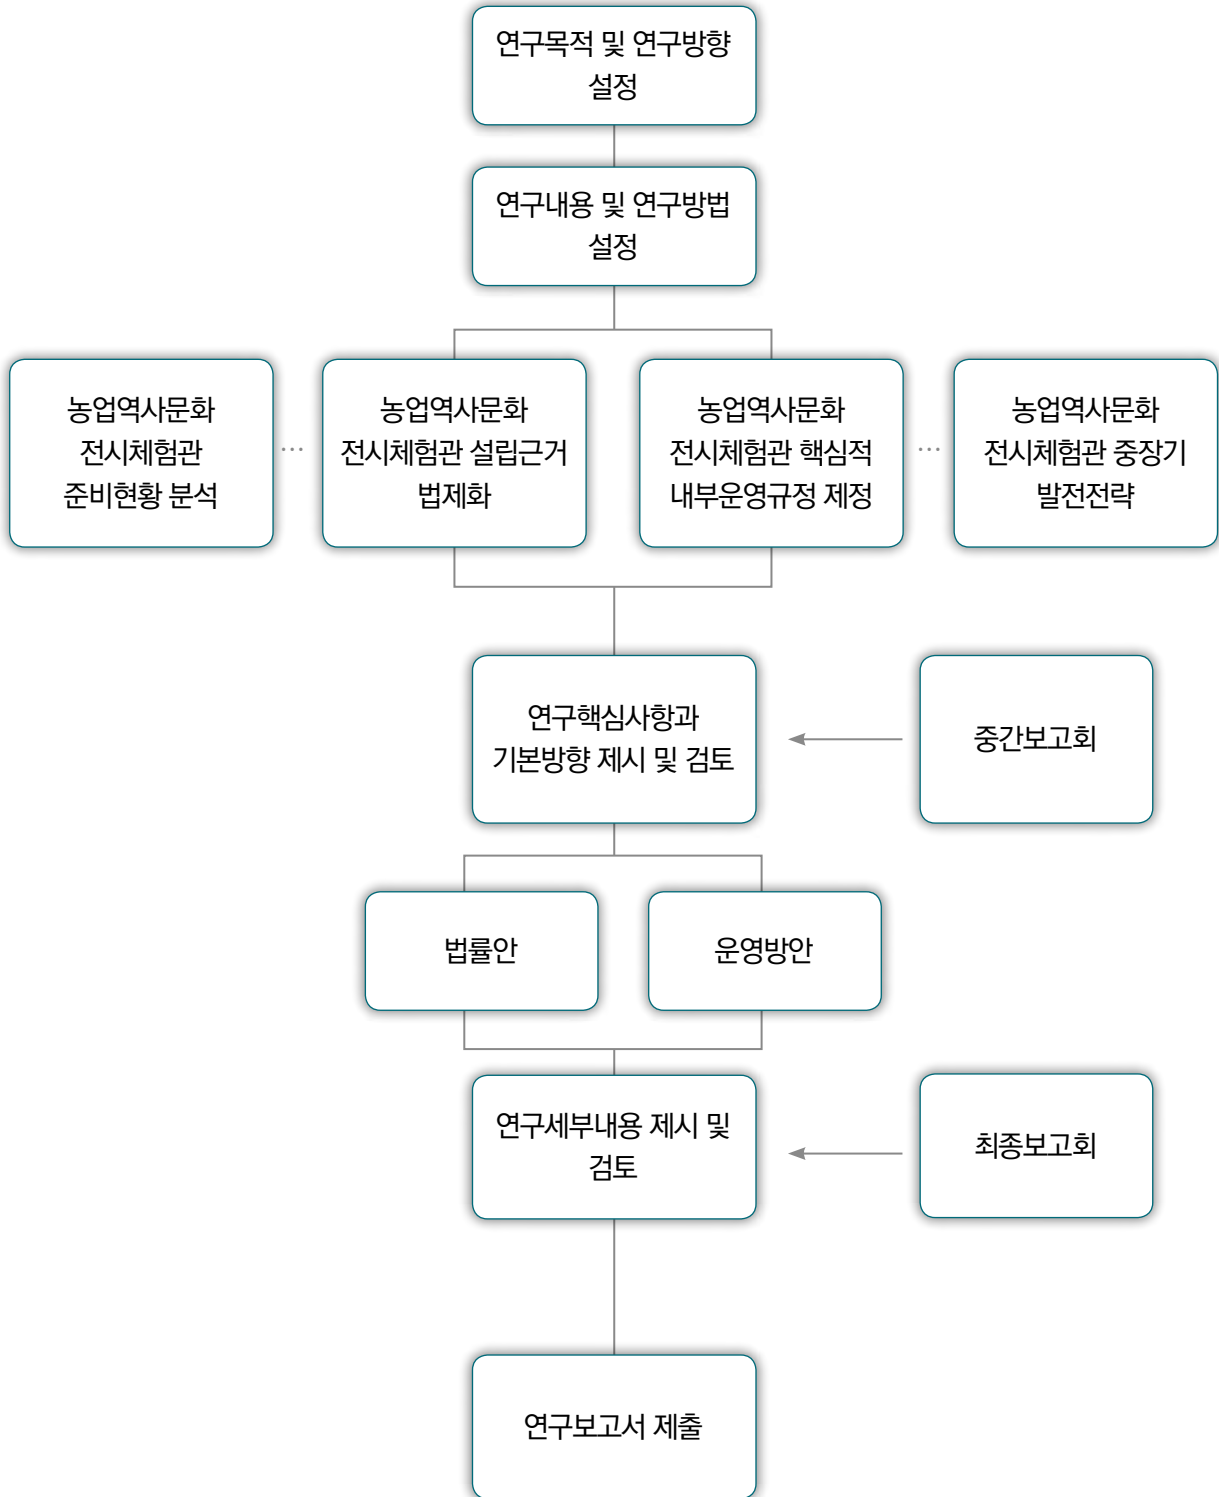 연구목적 및 연구방향
설정
연구내용 및 연구방법
설정
농업역사문화
전시체험관
준비현황 분석
…
농업역사문화
전시체험관 설립근거
법제화
농업역사문화
전시체험관 핵심적
내부운영규정 제정
…
농업역사문화
전시체험관 중장기
발전전략
연구핵심사항과
기본방향 제시 및 검토
중간보고회
법률안
운영방안
연구세부내용 제시 및
검토
최종보고회
연구보고서 제출